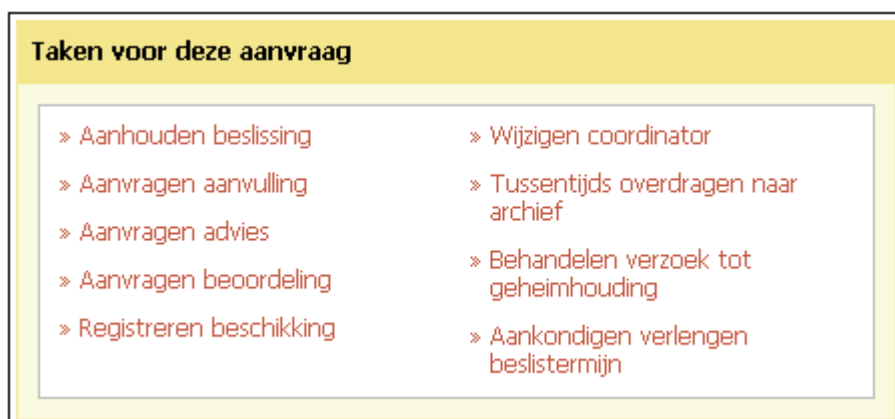 Taken voor deze aanvraag
» Aanhouden beslissing
» Aanvragen aanvulling
» Aanvragen advies
» Aanvragen beoordeling
» Registreren beschikking
» Wijzigen coordinator
» Tussentijds overdragen naar
archief
» Behandelen verzoek tot
geheimhouding
» Aankondigen verlengen
beslistermijn